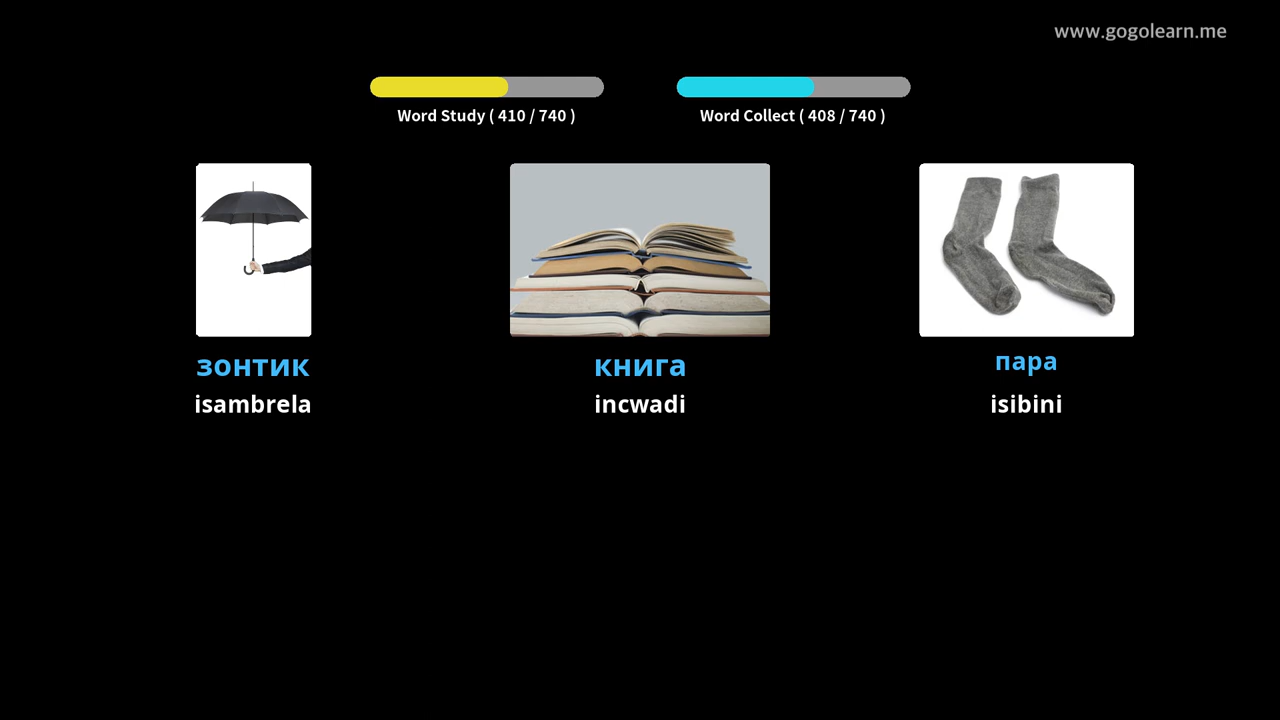 www.gogolearn.me
Word Study ( 410 / 740 )
Word Collect ( 408 / 740 )
зонтик
isambrela
книга
incwadi
пара
isibini